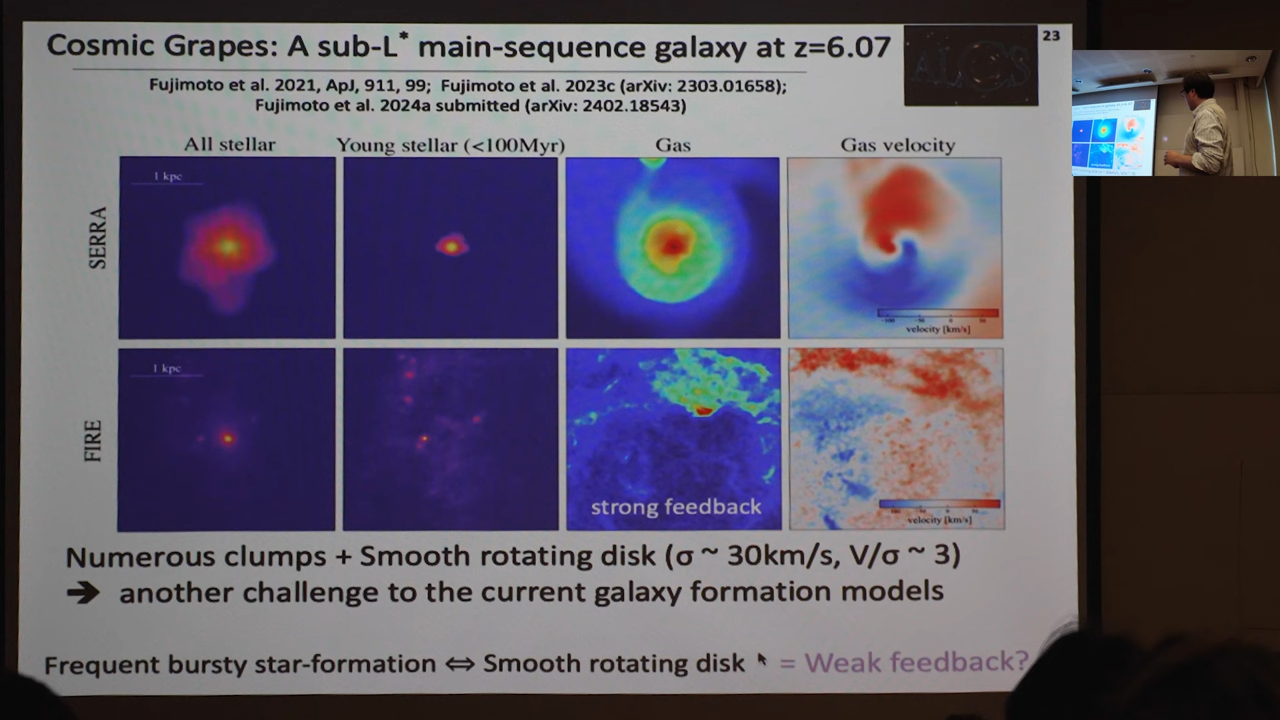 Cosmic Grapes: A sub-L* main-sequence galaxy at z=6.07
23
ALCS
Fujimoto et al. 2021, ApJ, 911, 99; Fujimoto et al. 2023c (arXiv: 2303.01658);
Fujimoto et al. 2024a submitted (arXiv: 2402.18543)
All stellar
Young stellar (<100Myr)
Gas
Gas velocity
SERRA
1 kpc
velocity [km/s]
FIRE
1 kpc
strong feedback
velocity [km/s]
Numerous clumps + Smooth rotating disk (σ ~ 30km/s, V/σ ~ 3)
➔ another challenge to the current galaxy formation models
Frequent bursty star-formation ⇔ Smooth rotating disk = Weak feedback?